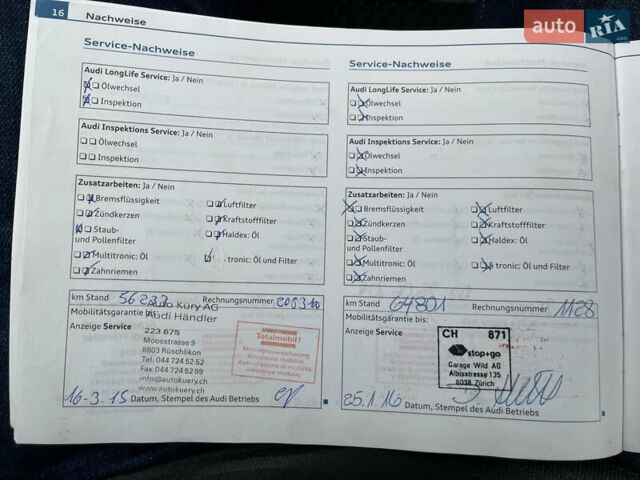 16 Nachweise
auto RIA .com
Service-Nachweise
Audi LongLife Service: Ja / Nein
Ölwechsel
Inspektion
Audi Inspektions Service: Ja / Nein
Ölwechsel
Inspektion
Zusatzarbeiten: Ja / Nein
Bremsflüssigkeit Luftfilter
Zündkerzen Kraftstofffilter
Staub- Haldex: Öl
und Pollenfilter
Multitronic: Öl tronic: Öl und Filter
Zahnriemen
km Stand 56233 Rechnungsnummer
Mobilitätsgarantie
Auto Küry AG
Audi Händler
Anzeige Service
223 675
Moosstrasse 9
8803 Rüschlikon
Tel. 044 724 52 52
Fax 044 724 52 99
info@autokuery.ch
www.autokuery.ch
Totalmobil!
16-3.15 Datum, Stempel des Audi Betriebs
Service-Nachweise
Audi LongLife Service: Ja / Nein
Ölwechsel
Inspektion
Audi Inspektions Service: Ja / Nein
Ölwechsel
Inspektion
Zusatzarbeiten: Ja / Nein
Bremsflüssigkeit Luftfilter
Zündkerzen Kraftstofffilter
Staub- Haldex: Öl
und Pollenfilter
Multitronic: Öl S tronic: Öl und Filter
Zahnriemen
km Stand 64801 Rechnungsnummer 1128
Mobilitätsgarantie bis:
Anzeige Service
CH 871
stop+go
Garage Wild AG
Albisstrasse 135
8038 Zürich
25.1.16 Datum, Stempel des Audi Betriebs